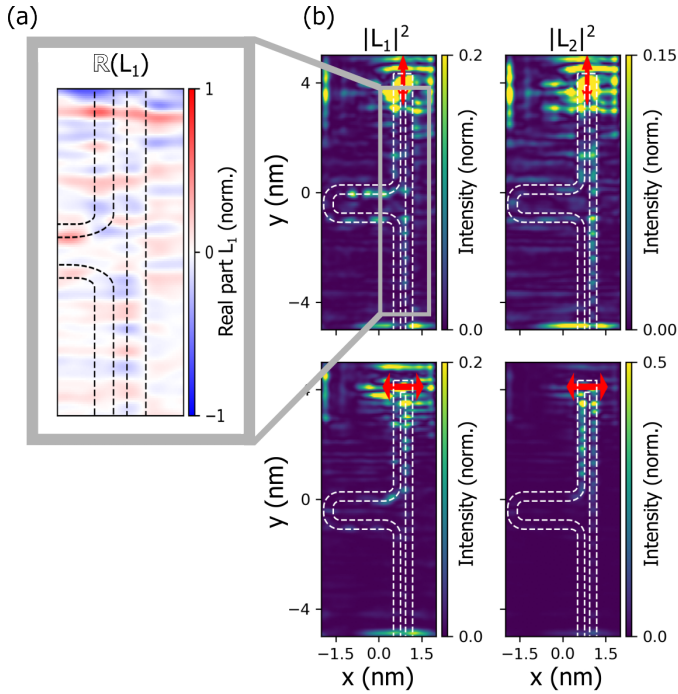 (a)
ℝ(L₁)
1
0
−1
Real part L₁ (norm.)
(b)
|L₁|²
4
0
−4
y (nm)
0.2
0.0
Intensity (norm.)
|L₂|²
0.15
0.00
Intensity (norm.)
0
−4
y (nm)
−1.5 0.0 1.5
x (nm)
0.2
0.0
Intensity (norm.)
−1.5 0.0 1.5
x (nm)
0.5
0.0
Intensity (norm.)